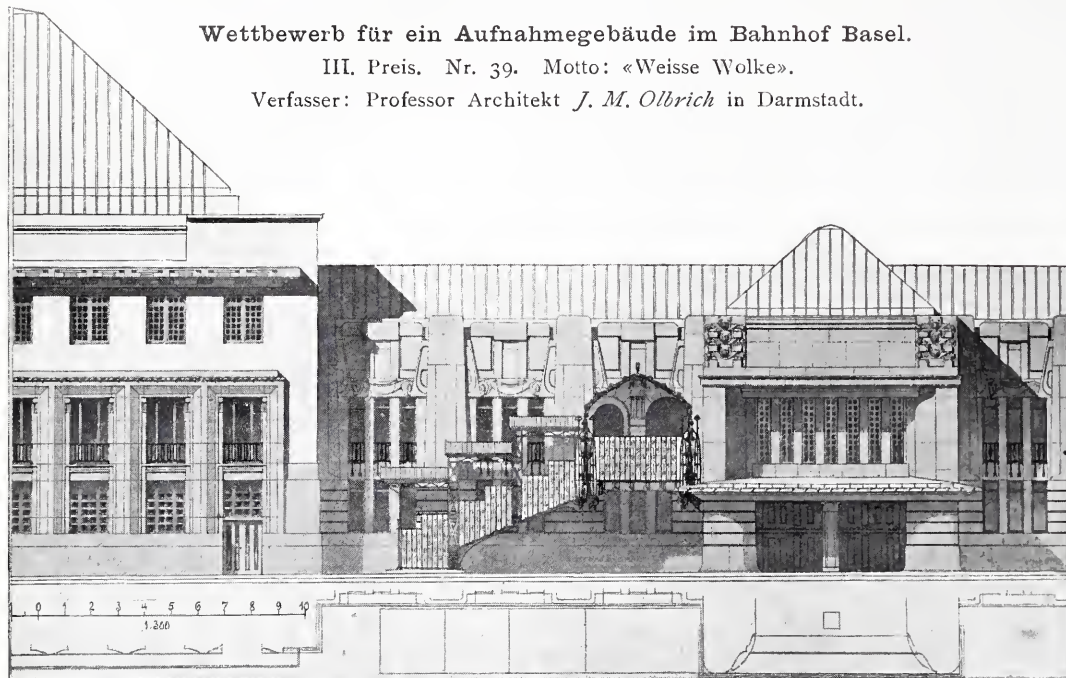 Wettbewerb für ein Aufnahmegebäude im Bahnhof Basel.
III. Preis. Nr. 39. Motto: «Weisse Wolke».
Verfasser: Professor Architekt J. M. Olbrich in Darmstadt.
1 0 1 2 3 4 5 6 7 8 9 10
1:300